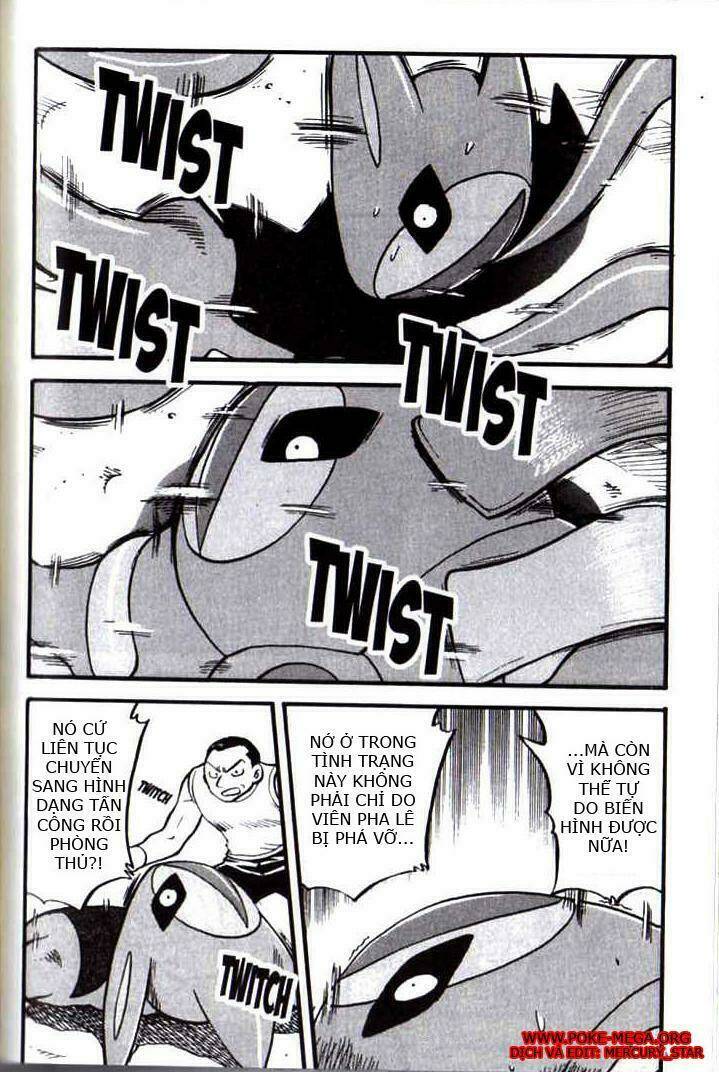 TWIST
TWIST
TWIST
TWIST
NÓ CỨ
LIÊN TỤC
CHUYỂN
SANG HÌNH
DẠNG TẤN
CÔNG RỒI
PHÒNG
THỦ?!
TWITCH
TWITCH
NỚ Ở TRONG
TÌNH TRẠNG
NÀY KHÔNG
PHẢI CHỈ DO
VIÊN PHA LÊ
BỊ PHÁ VỠ...
...MÀ CÒN
VÌ KHÔNG
THỂ TỰ
DO BIẾN
HÌNH ĐƯỢC
NỮA!
WWW.POKE-MEGA.ORG
DỊCH VÀ EDIT: MERCURY_STAR